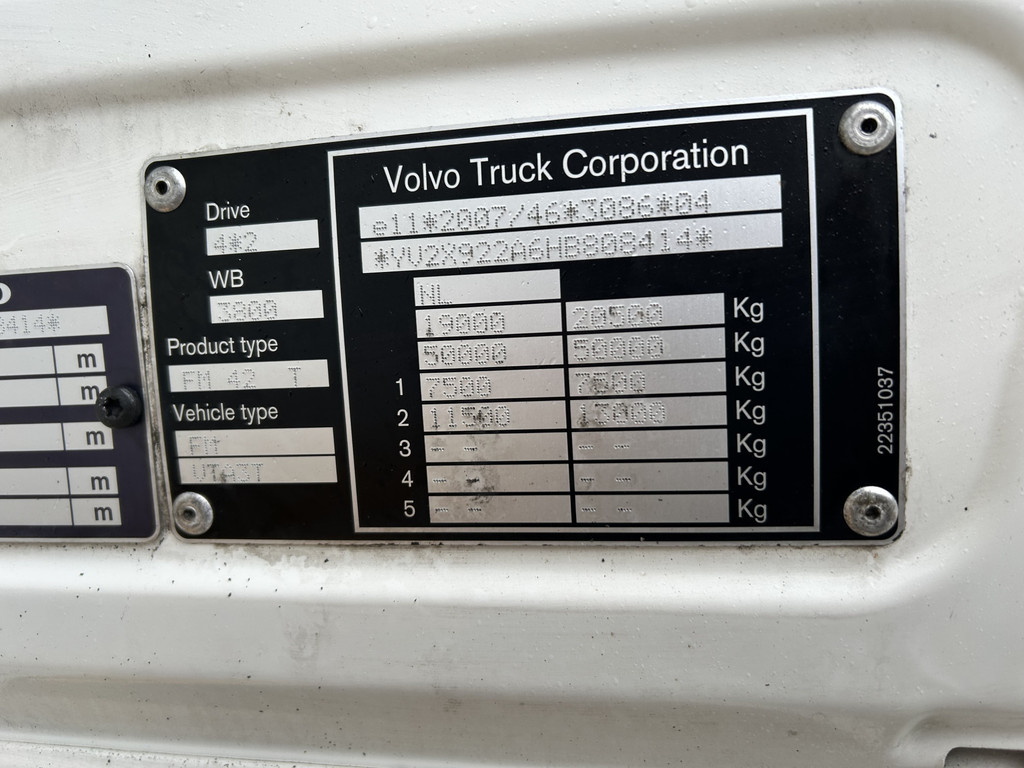 Volvo Truck Corporation
e11*2007/46*3086*04
*YV2X922A6HB808414*
Drive
4*2
WB
3800
Product type
FM 42 T
Vehicle type
FM
VTA3T
NL
19000 20500 Kg
50000 50000 Kg
1 7500 7500 Kg
2 11500 13000 Kg
3 -- -- -- -- Kg
4 -- -- -- -- Kg
5 -- -- -- -- Kg
22351037
8414*
m
m
m
m
m